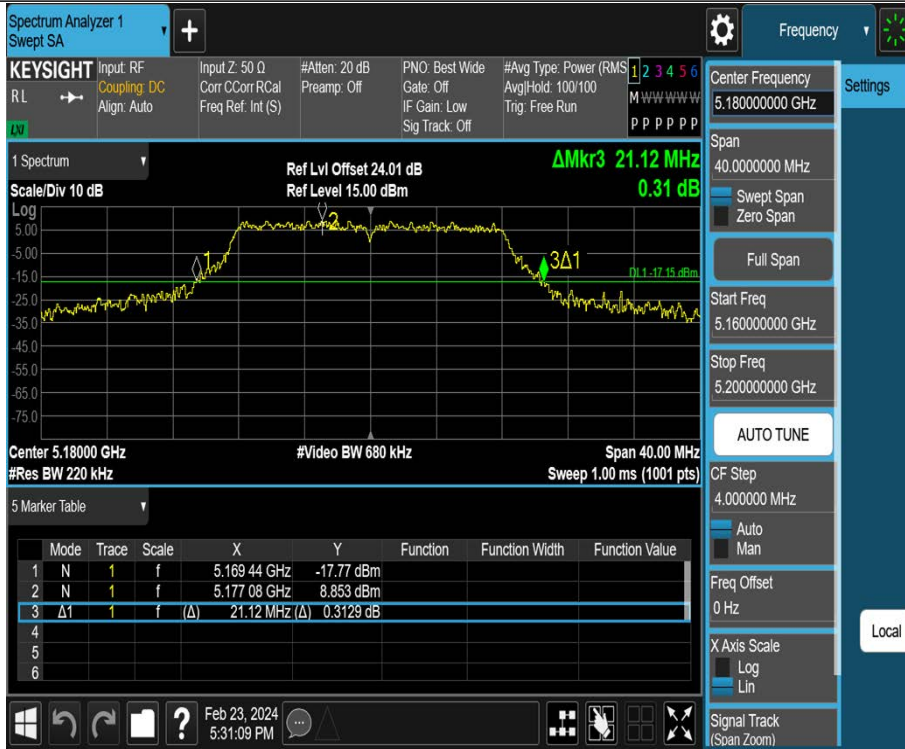 Spectrum Analyzer 1
Swept SA
Frequency
KEYSIGHT
R L
LXI
Input: RF
Coupling: DC
Align: Auto
Input Z: 50 Ω
Corr CCorr RCal
Freq Ref: Int (S)
#Atten: 20 dB
Preamp: Off
PNO: Best Wide
Gate: Off
IF Gain: Low
Sig Track: Off
#Avg Type: Power (RMS
Avg|Hold: 100/100
Trig: Free Run
1 2 3 4 5 6
M W W W W W
P P P P P P
1 Spectrum
Scale/Div 10 dB
Ref Lvl Offset 24.01 dB
Ref Level 15.00 dBm
ΔMkr3 21.12 MHz
0.31 dB
Log
5.00
-5.00
-15.0
-25.0
-35.0
-45.0
-55.0
-65.0
-75.0
1
2
3Δ1
DL1 -17.15 dBm
Center 5.18000 GHz
#Res BW 220 kHz
#Video BW 680 kHz
Span 40.00 MHz
Sweep 1.00 ms (1001 pts)
5 Marker Table
Mode Trace Scale X Y Function Function Width Function Value
1 N 1 f 5.169 44 GHz -17.77 dBm
2 N 1 f 5.177 08 GHz 8.853 dBm
3 Δ1 1 f (Δ) 21.12 MHz (Δ) 0.3129 dB
4
5
6
Feb 23, 2024
5:31:09 PM
?
Center Frequency
5.180000000 GHz
Span
40.0000000 MHz
Swept Span
Zero Span
Full Span
Start Freq
5.160000000 GHz
Stop Freq
5.200000000 GHz
AUTO TUNE
CF Step
4.000000 MHz
Auto
Man
Freq Offset
0 Hz
X Axis Scale
Log
Lin
Signal Track
(Span Zoom)
Settings
Local